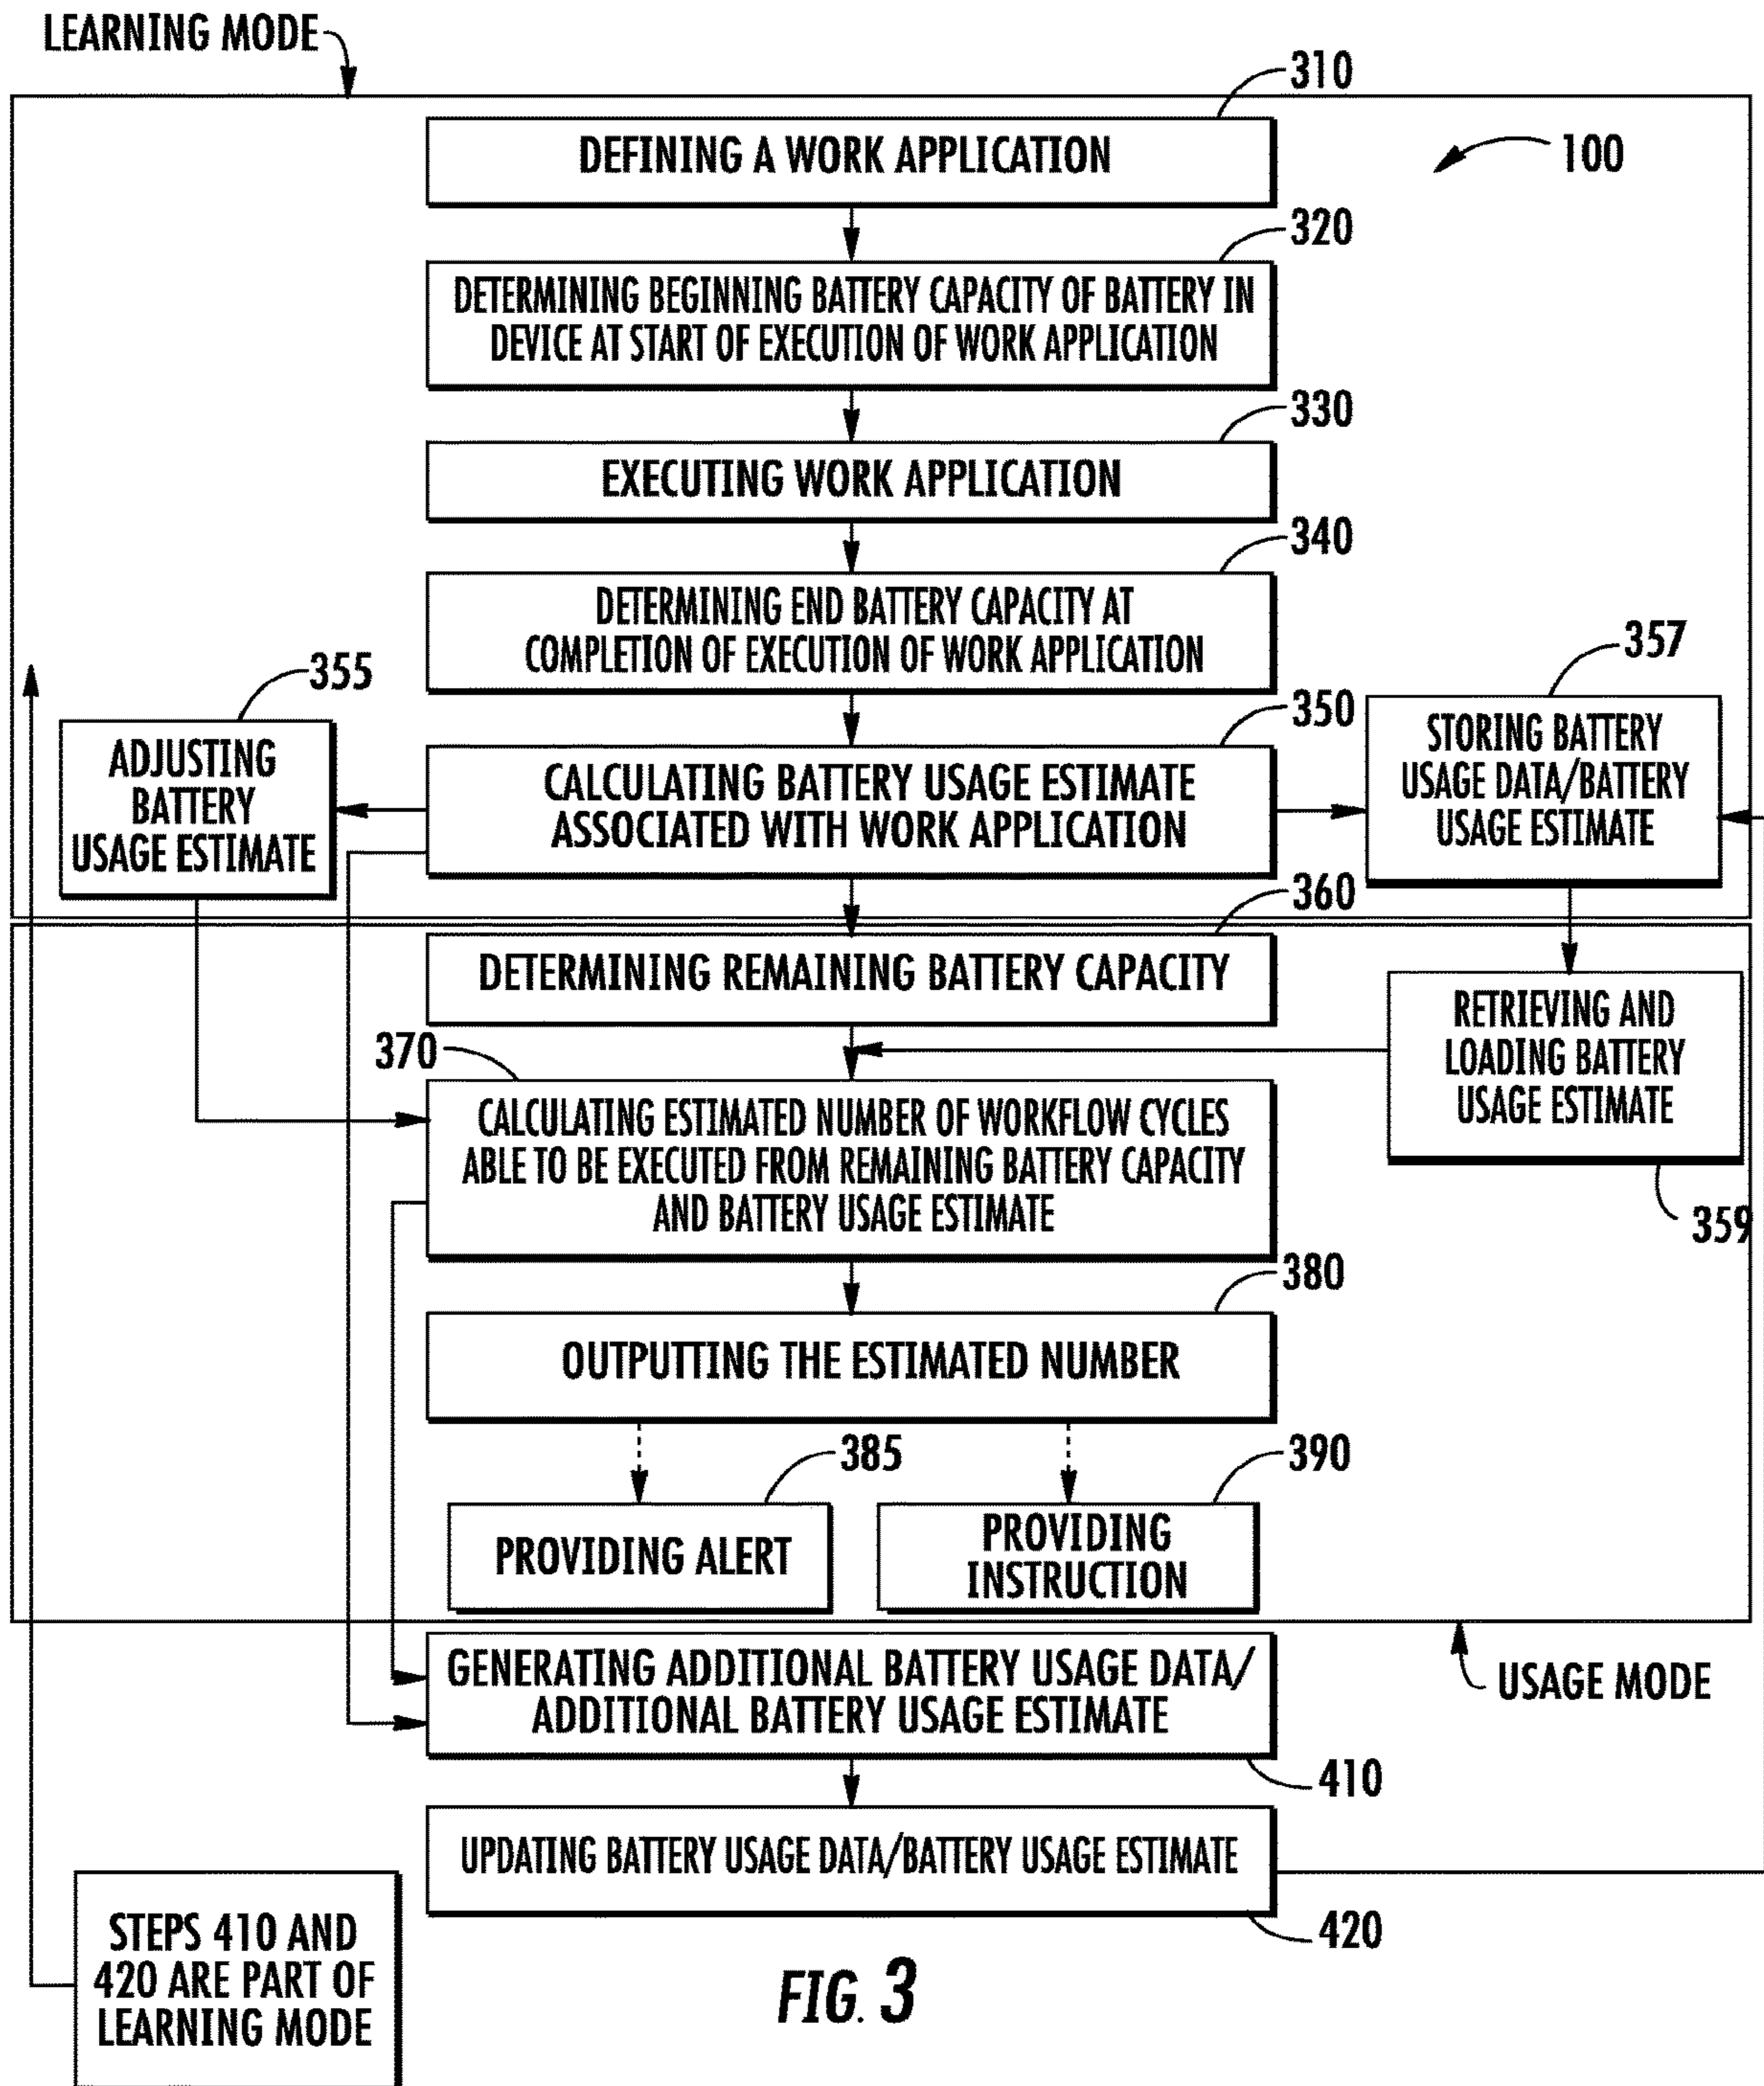 LEARNING MODE
310
DEFINING A WORK APPLICATION
100
320
DETERMINING BEGINNING BATTERY CAPACITY OF BATTERY IN
DEVICE AT START OF EXECUTION OF WORK APPLICATION
330
EXECUTING WORK APPLICATION
340
DETERMINING END BATTERY CAPACITY AT
COMPLETION OF EXECUTION OF WORK APPLICATION
355
ADJUSTING
BATTERY
USAGE ESTIMATE
350
CALCULATING BATTERY USAGE ESTIMATE
ASSOCIATED WITH WORK APPLICATION
357
STORING BATTERY
USAGE DATA/BATTERY
USAGE ESTIMATE
360
DETERMINING REMAINING BATTERY CAPACITY
RETRIEVING AND
LOADING BATTERY
USAGE ESTIMATE
359
370
CALCULATING ESTIMATED NUMBER OF WORKFLOW CYCLES
ABLE TO BE EXECUTED FROM REMAINING BATTERY CAPACITY
AND BATTERY USAGE ESTIMATE
380
OUTPUTTING THE ESTIMATED NUMBER
385
PROVIDING ALERT
390
PROVIDING
INSTRUCTION
USAGE MODE
GENERATING ADDITIONAL BATTERY USAGE DATA/
ADDITIONAL BATTERY USAGE ESTIMATE
410
UPDATING BATTERY USAGE DATA/BATTERY USAGE ESTIMATE
420
STEPS 410 AND
420 ARE PART OF
LEARNING MODE
FIG. 3